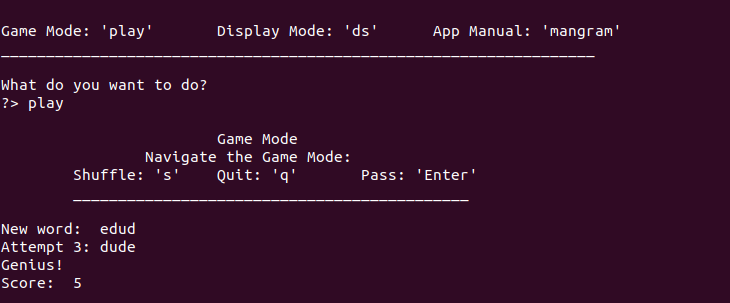 Game Mode: 'play' Display Mode: 'ds' App Manual: 'mangram'
What do you want to do?
?> play
Game Mode
Navigate the Game Mode:
Shuffle: 's' Quit: 'q' Pass: 'Enter'
New word: edud
Attempt 3: dude
Genius!
Score: 5